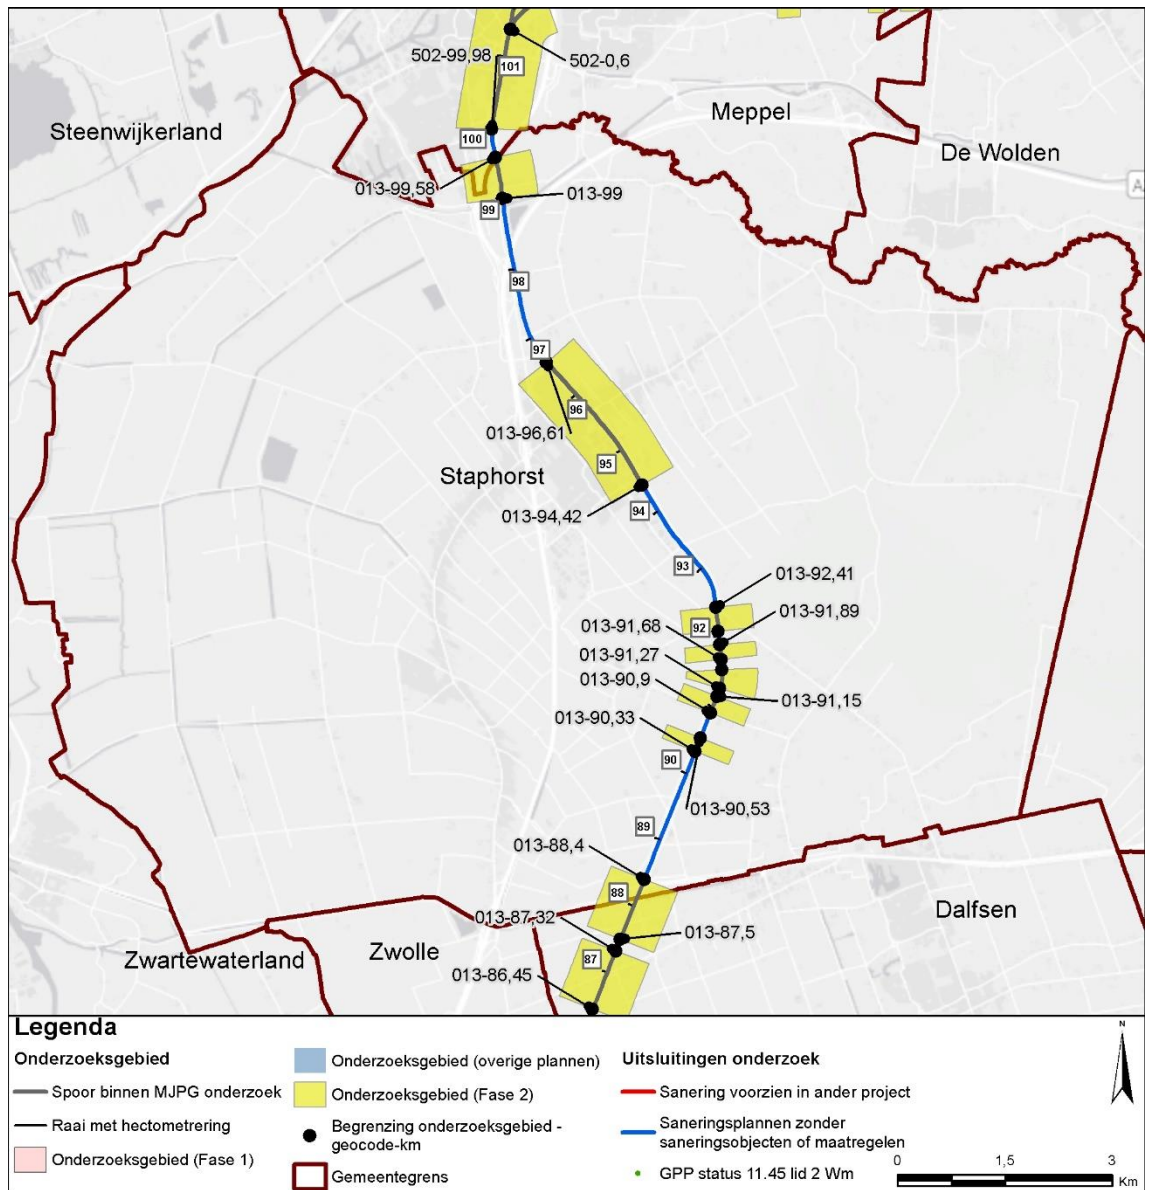 502-99,98
101
502-0,6
Meppel
Steenwijkerland
100
De Wolden
013-99,58
99
013-99
98
97
96
013-96,61
95
Staphorst
94
013-94,42
93
013-92,41
013-91,89
92
013-91,68
013-91,27
013-90,9
013-91,15
013-90,33
90
013-90,53
89
013-88,4
88
Dalfsen
013-87,32
013-87,5
Zwolle
Zwartewaterland
87
013-86,45
Legenda
Onderzoeksgebied
Spoor binnen MJPG onderzoek
Raai met hectometrering
Onderzoeksgebied (Fase 1)
Onderzoeksgebied (overige plannen)
Onderzoeksgebied (Fase 2)
Begrenzing onderzoeksgebied -
geocode-km
Gemeentegrens
Uitsluitingen onderzoek
Sanering voorzien in ander project
Saneringsplannen zonder
saneringsobjecten of maatregelen
GPP status 11.45 lid 2 Wm
N
0 1,5 3
Km